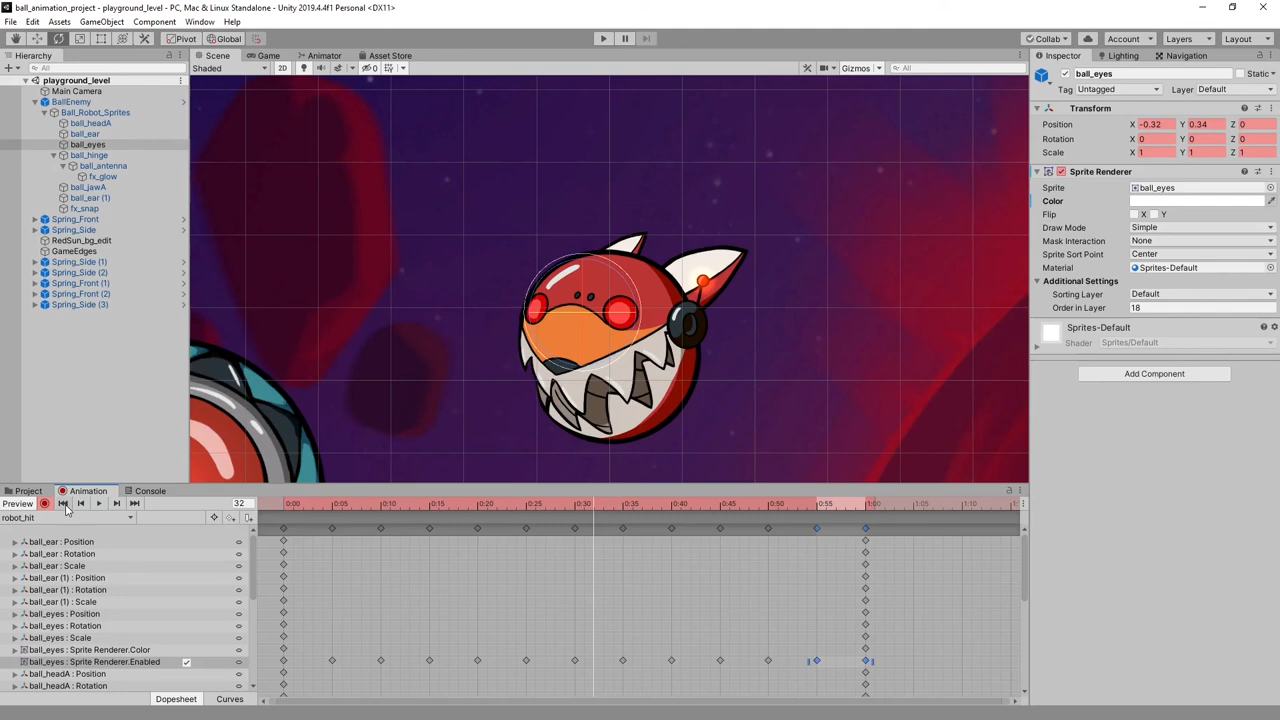 ball_animation_project - playground_level - PC, Mac & Linux Standalone - Unity 2019.4.4f1 Personal <DX11>
File Edit Assets GameObject Component Window Help
Pivot Global Collab Account Layers Layout
Hierarchy Scene Game Animator Asset Store Inspector Lighting Navigation
All Shaded 2D 0 Gizmos All
playground_level
Main Camera
BallEnemy
Ball_Robot_Sprites
ball_headA
ball_ear
ball_eyes
ball_hinge
ball_antenna
fx_glow
ball_jawA
ball_ear (1)
fx_snap
Spring_Front
Spring_Side
RedSun_bg_edit
GameEdges
Spring_Side (1)
Spring_Side (2)
Spring_Front (1)
Spring_Front (2)
Spring_Side (3)
ball_eyes Static
Tag Untagged Layer Default
Transform
Position X -0.32 Y 0.34 Z 0
Rotation X 0 Y 0 Z 0
Scale X 1 Y 1 Z 1
Sprite Renderer
Sprite ball_eyes
Color
Flip X Y
Draw Mode Simple
Mask Interaction None
Sprite Sort Point Center
Material Sprites-Default
Additional Settings
Sorting Layer Default
Order in Layer 18
Sprites-Default
Shader Sprites/Default
Add Component
Project Animation Console
Preview 32 0:00 0:05 0:10 0:15 0:20 0:25 0:30 0:35 0:40 0:45 0:50 0:55 1:00 1:05 1:10
robot_hit
ball_ear : Position
ball_ear : Rotation
ball_ear : Scale
ball_ear (1) : Position
ball_ear (1) : Rotation
ball_ear (1) : Scale
ball_eyes : Position
ball_eyes : Rotation
ball_eyes : Scale
ball_eyes : Sprite Renderer.Color
ball_eyes : Sprite Renderer.Enabled
ball_headA : Position
ball_headA : Rotation
Dopesheet Curves